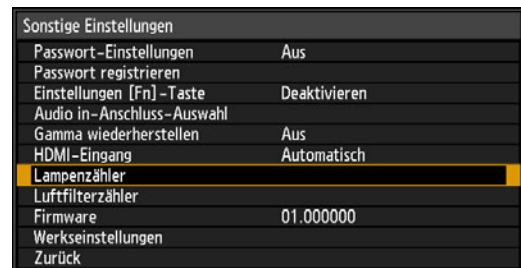 Sonstige Einstellungen
Passwort-Einstellungen Aus
Passwort registrieren
Einstellungen [Fn]-Taste Deaktivieren
Audio in-Anschluss-Auswahl
Gamma wiederherstellen Aus
HDMI-Eingang Automatisch
Lampenzähler
Luftfilterzähler
Firmware 01.000000
Werkseinstellungen
Zurück